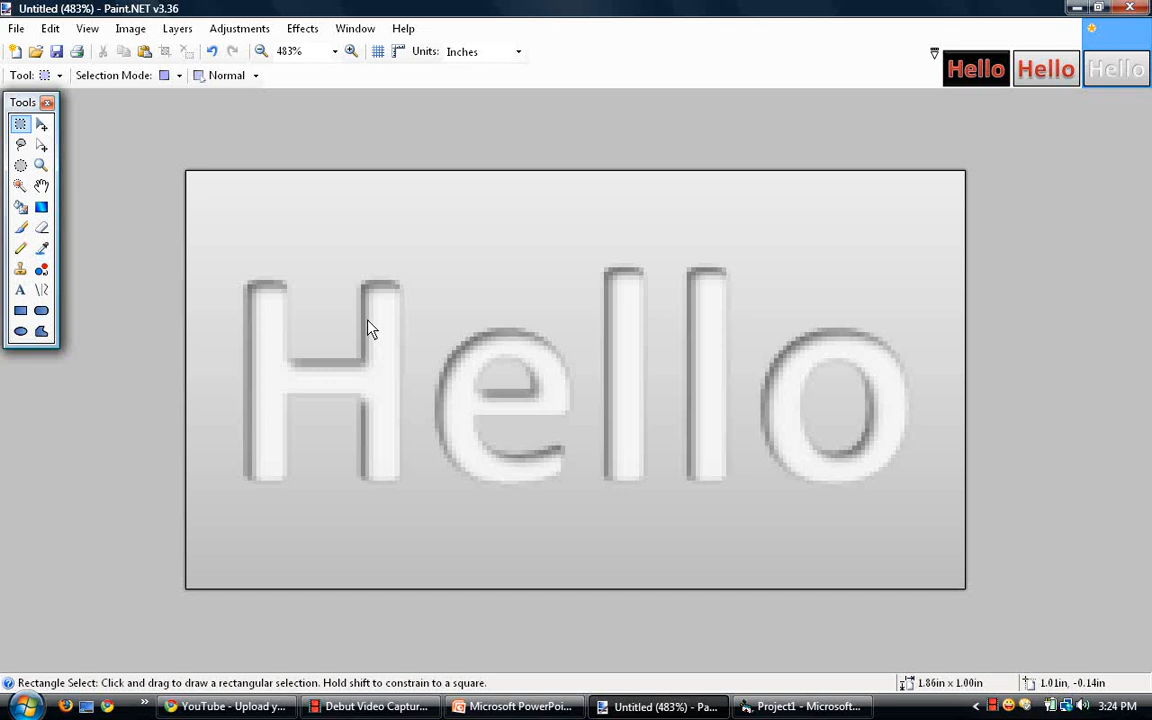 Untitled (483%) - Paint.NET v3.36
File Edit View Image Layers Adjustments Effects Window Help
483% Units: Inches
Tool: Selection Mode: Normal
Hello Hello Hello
Tools
Hello
Rectangle Select: Click and drag to draw a rectangular selection. Hold shift to constrain to a square. 1.86in x 1.00in 1.01in, -0.14in
YouTube - Upload y... Debut Video Captur... Microsoft PowerPoi... Untitled (483%) - Pa... Project1 - Microsoft... 3:24 PM